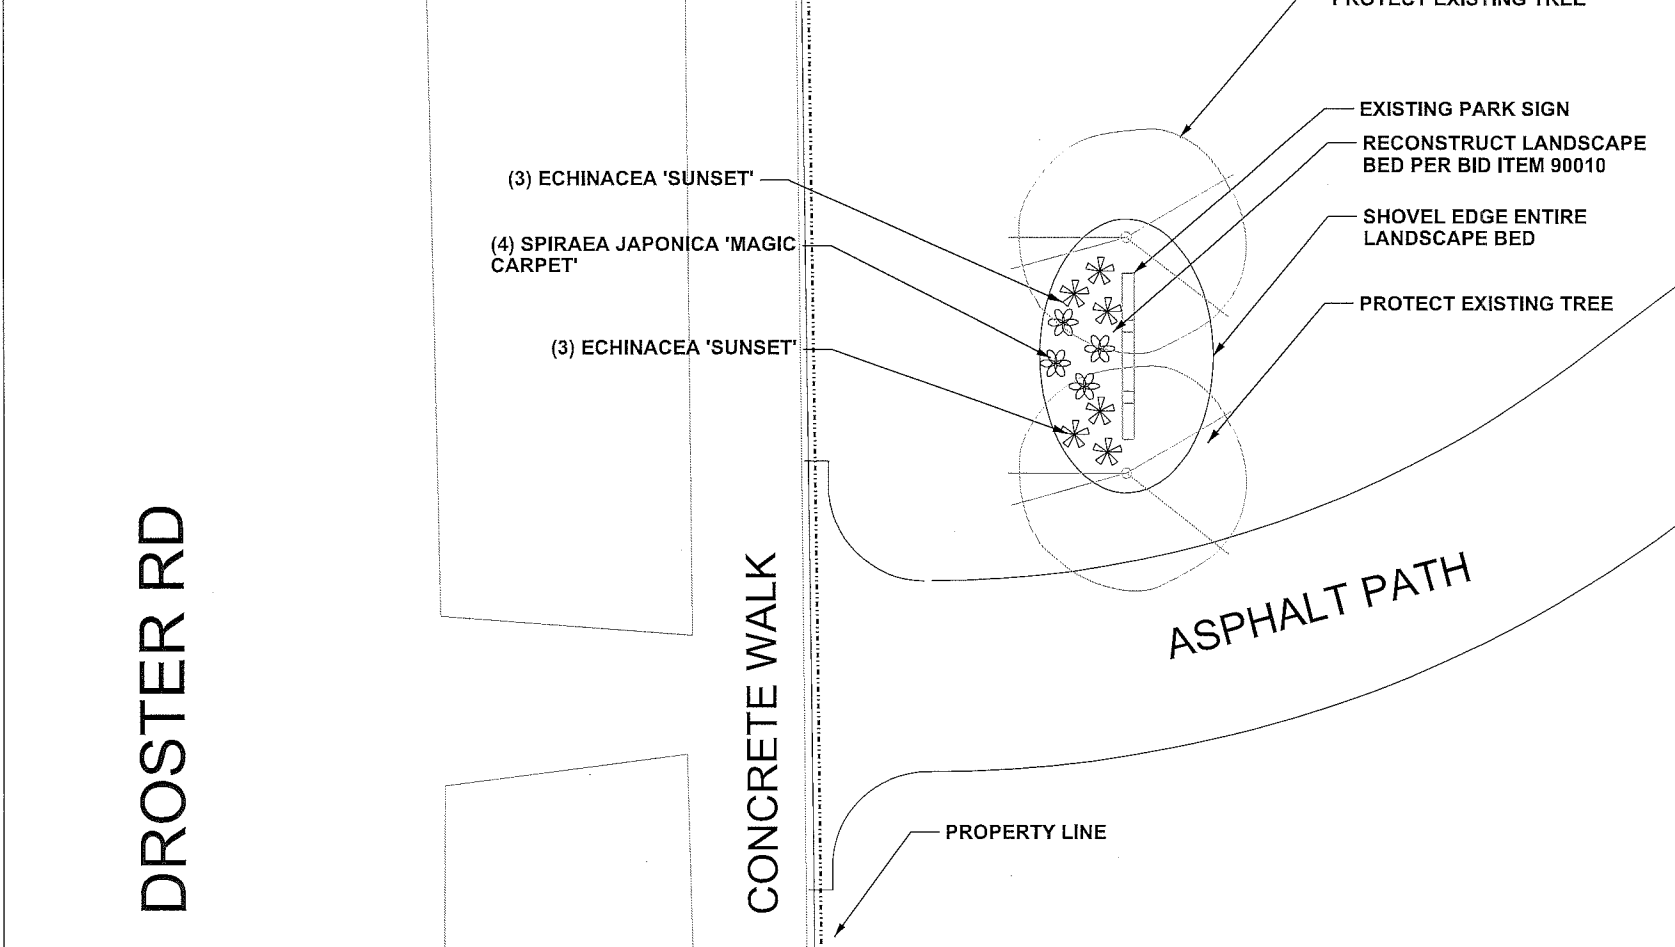 PROTECT EXISTING TREE
EXISTING PARK SIGN
RECONSTRUCT LANDSCAPE
BED PER BID ITEM 90010
(3) ECHINACEA 'SUNSET'
SHOVEL EDGE ENTIRE
LANDSCAPE BED
(4) SPIRAEA JAPONICA 'MAGIC
CARPET'
PROTECT EXISTING TREE
(3) ECHINACEA 'SUNSET'
DROSTER RD
CONCRETE WALK
ASPHALT PATH
PROPERTY LINE